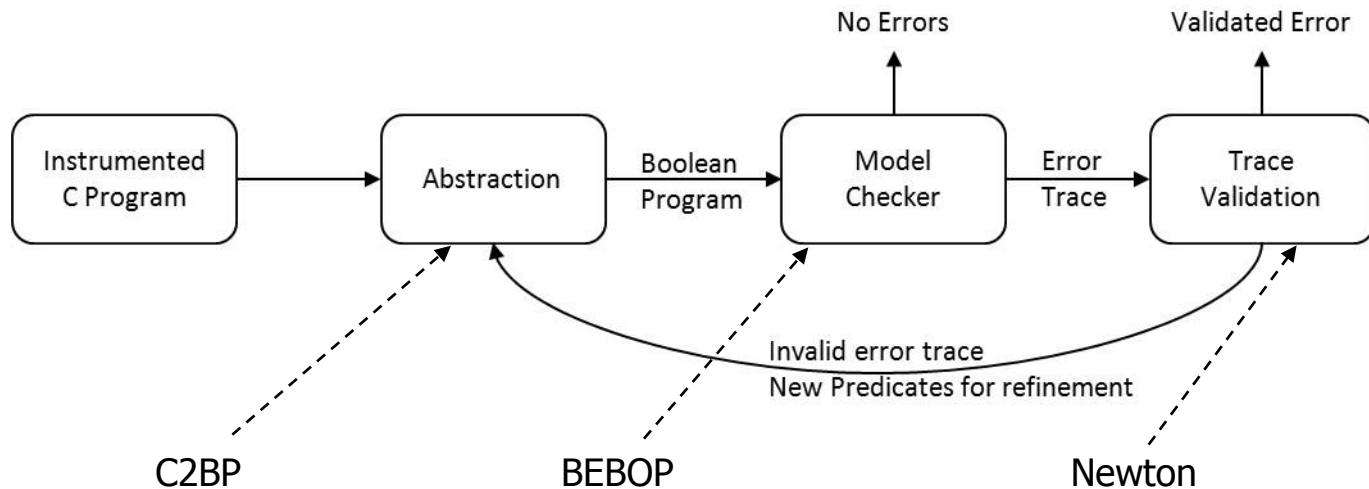 No Errors
Validated Error
Instrumented
C Program
Abstraction
Boolean
Program
Model
Checker
Error
Trace
Trace
Validation
Invalid error trace
New Predicates for refinement
C2BP
BEBOP
Newton